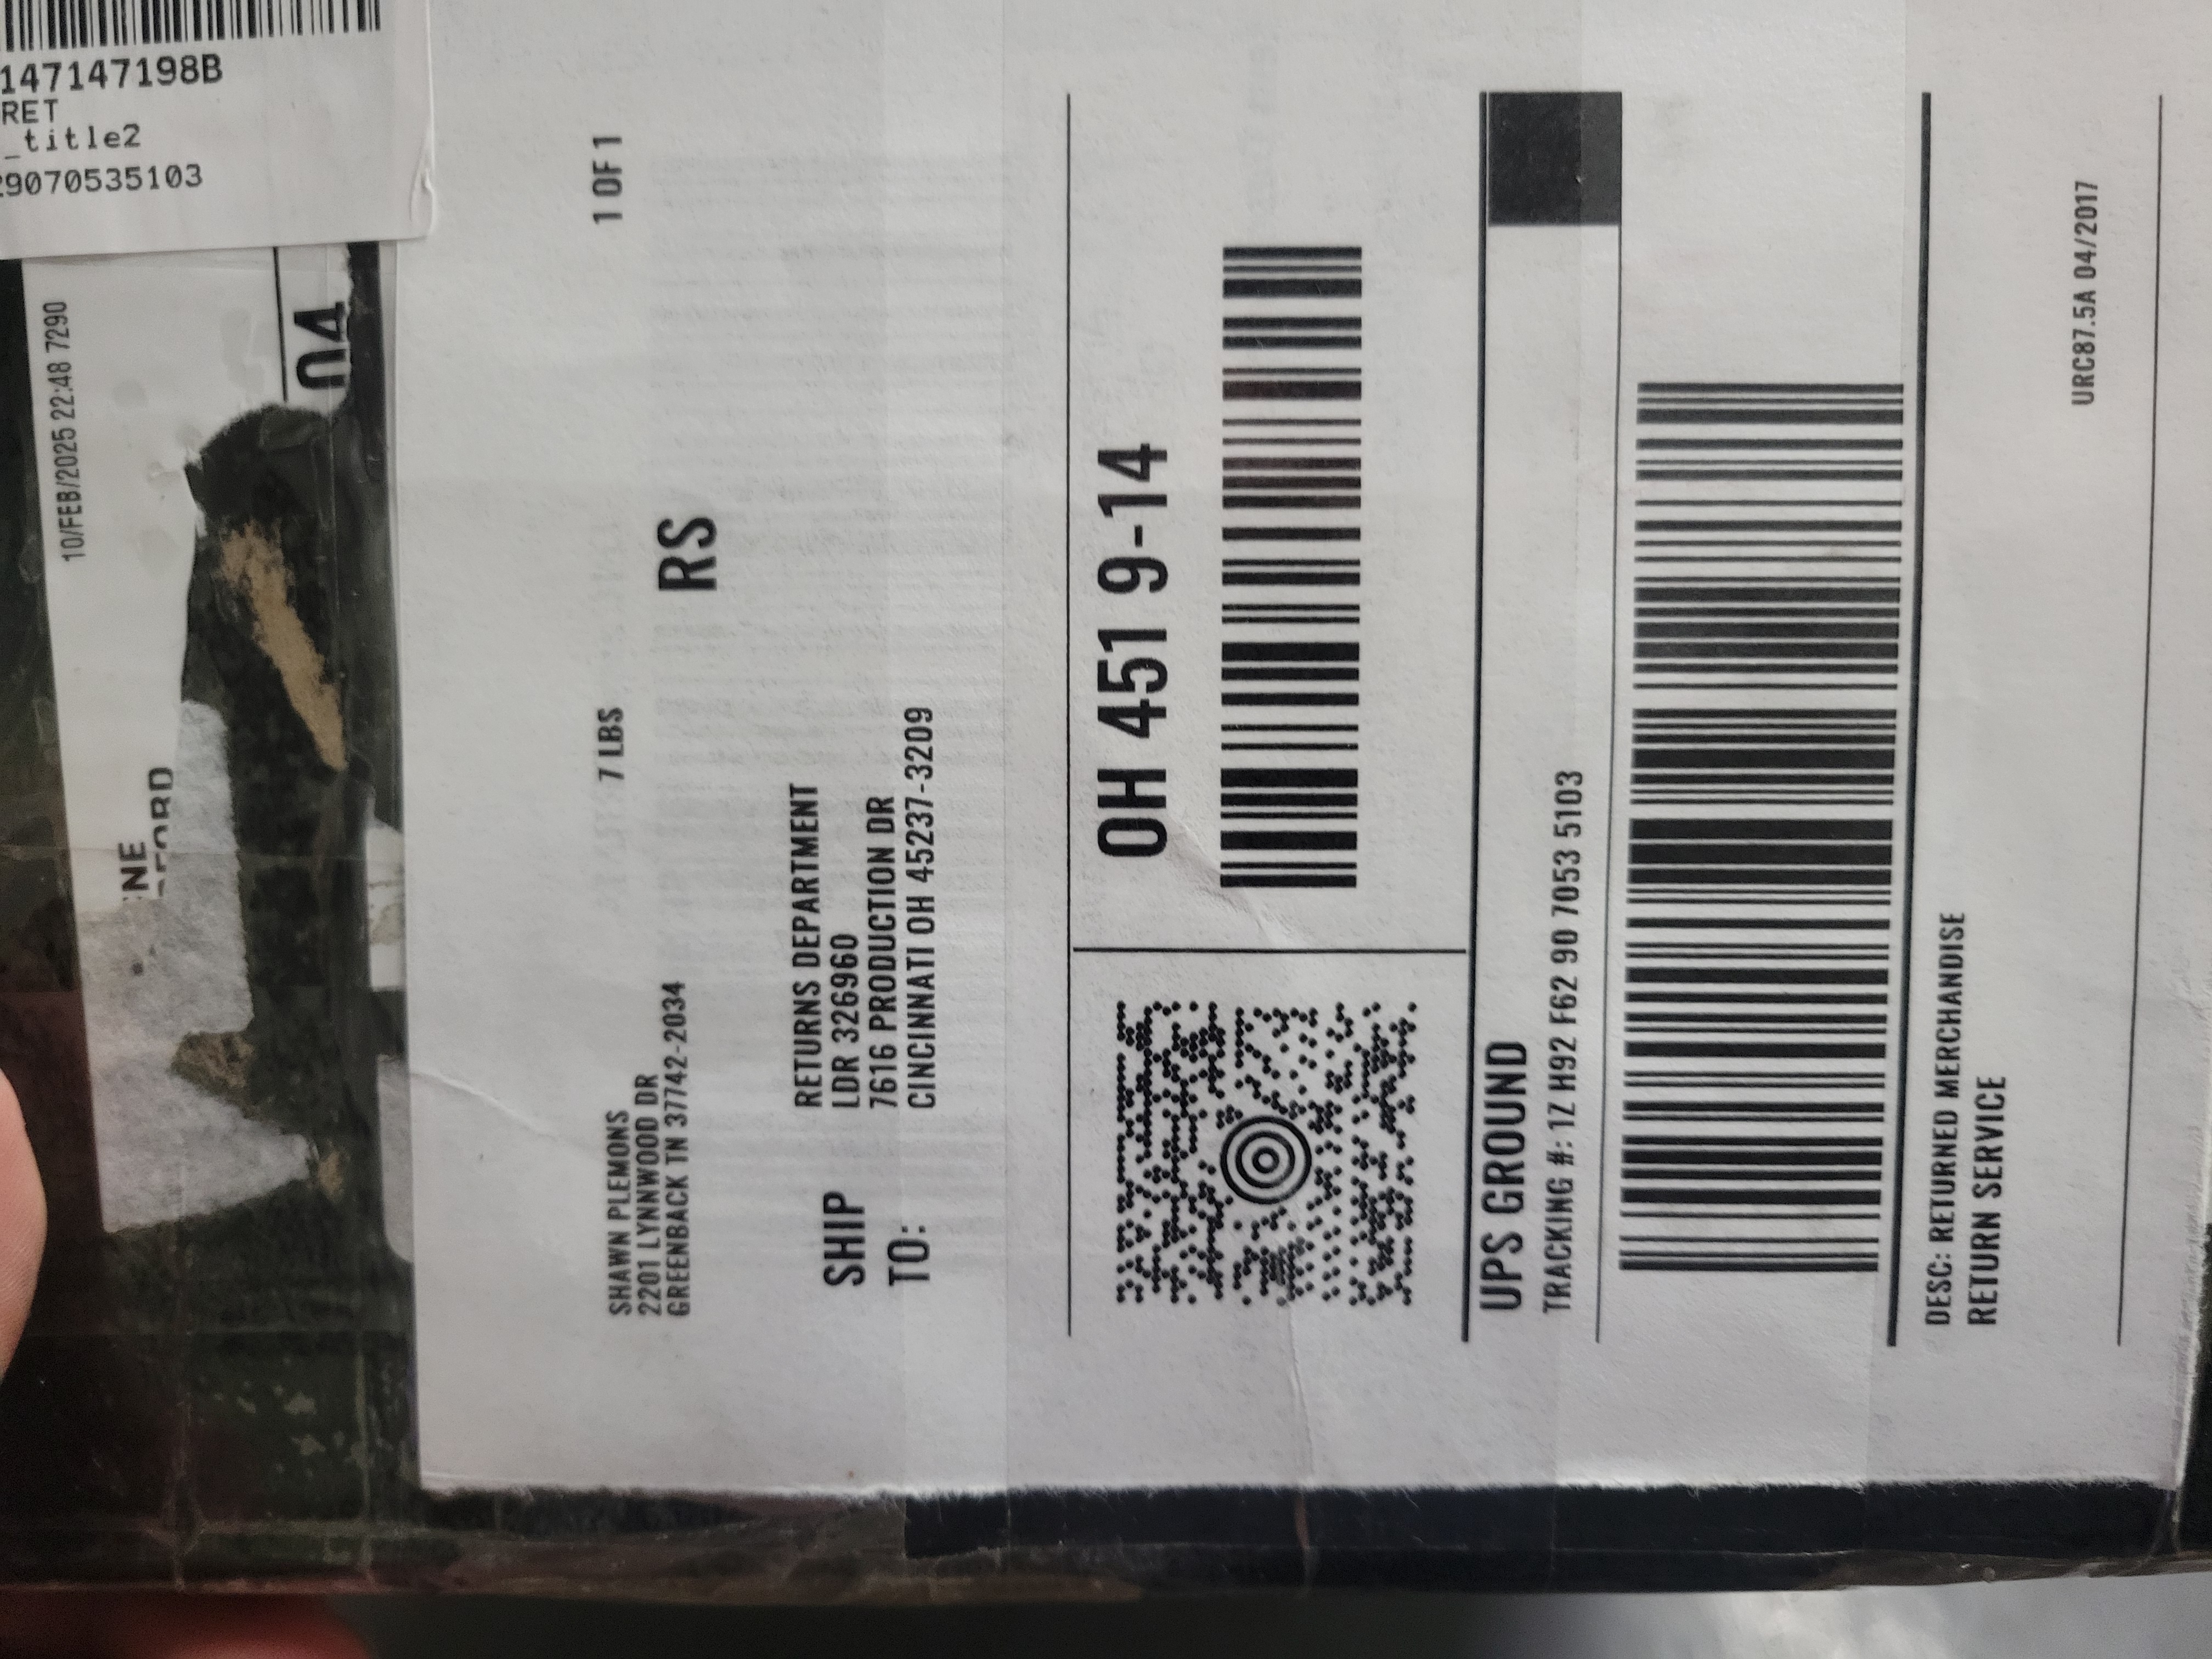 147147198B
RET
_title2
29070535103
10/FEB/2025 22:48 7290
04
SHAWN PLEMONS
2201 LYNNWOOD DR
GREENBACK TN 37742-2034
7 LBS
1 OF 1
RS
SHIP
TO:
RETURNS DEPARTMENT
LDR 326960
7616 PRODUCTION DR
CINCINNATI OH 45237-3209
OH 451 9-14
UPS GROUND
TRACKING #: 1Z H92 F62 90 7053 5103
DESC: RETURNED MERCHANDISE
RETURN SERVICE
URC87.5A 04/2017